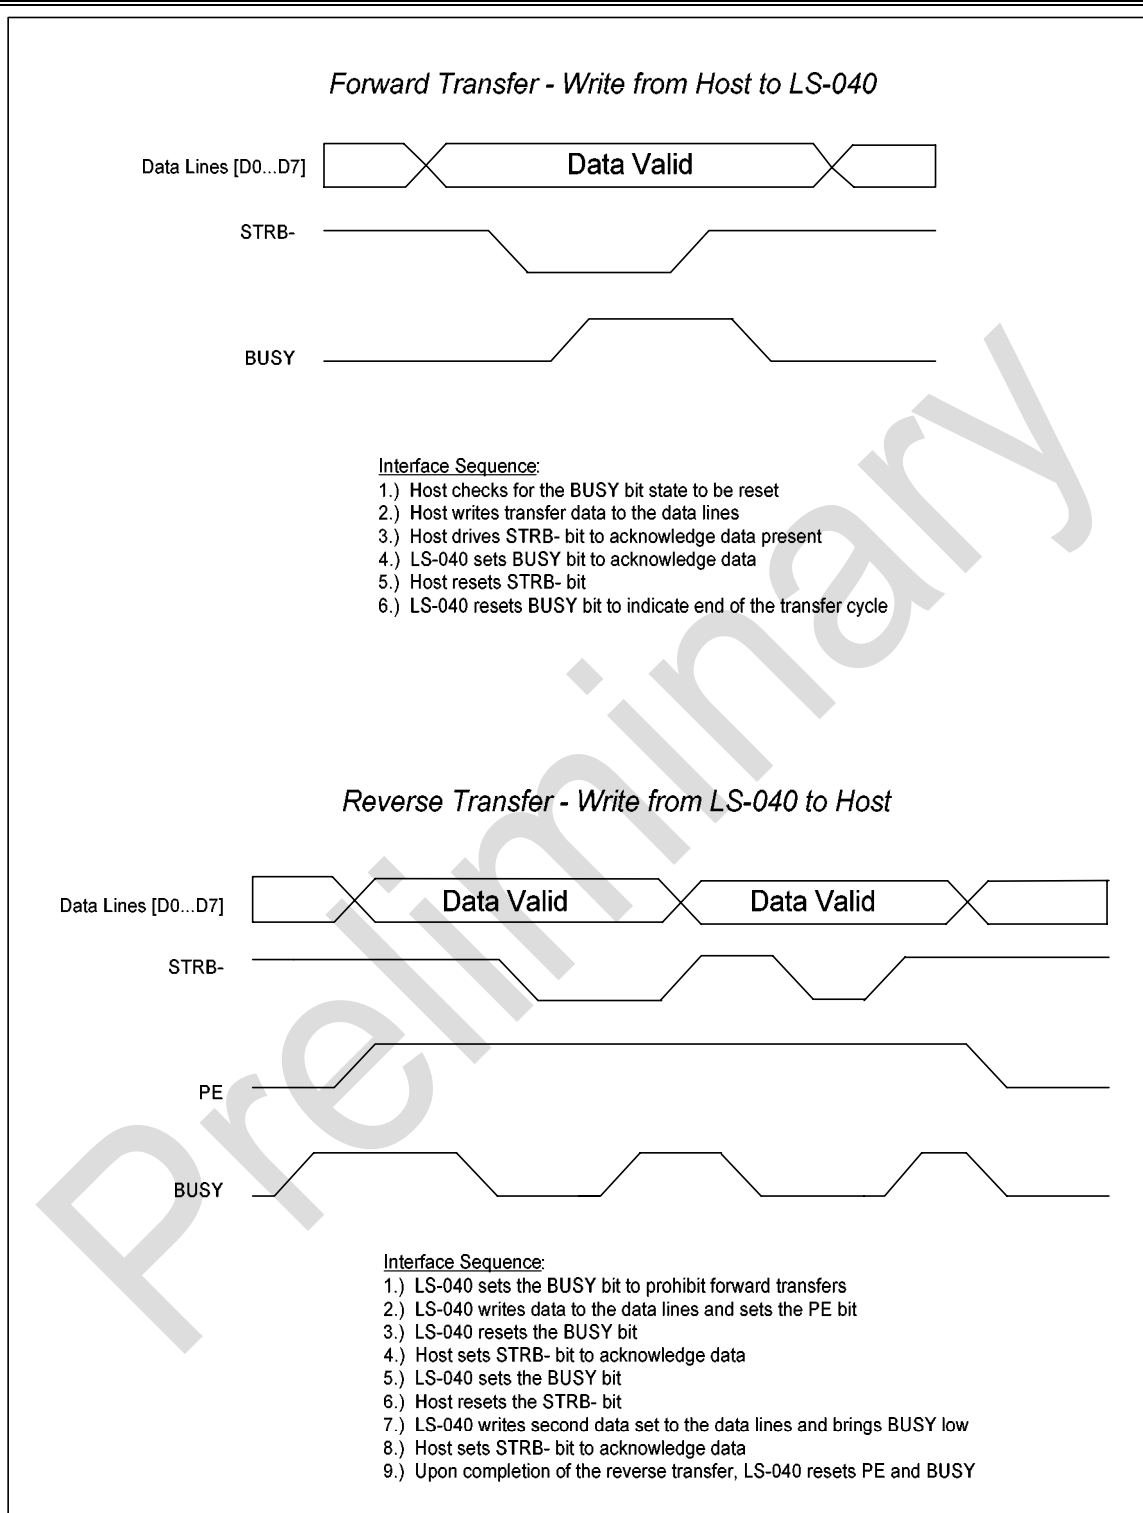 Forward Transfer - Write from Host to LS-040
Data Lines [D0...D7]
Data Valid
STRB-
BUSY
Interface Sequence:
1.) Host checks for the BUSY bit state to be reset
2.) Host writes transfer data to the data lines
3.) Host drives STRB- bit to acknowledge data present
4.) LS-040 sets BUSY bit to acknowledge data
5.) Host resets STRB- bit
6.) LS-040 resets BUSY bit to indicate end of the transfer cycle
Preliminary
Reverse Transfer - Write from LS-040 to Host
Data Lines [D0...D7]
Data Valid
Data Valid
STRB-
PE
BUSY
Interface Sequence:
1.) LS-040 sets the BUSY bit to prohibit forward transfers
2.) LS-040 writes data to the data lines and sets the PE bit
3.) LS-040 resets the BUSY bit
4.) Host sets STRB- bit to acknowledge data
5.) LS-040 sets the BUSY bit
6.) Host resets the STRB- bit
7.) LS-040 writes second data set to the data lines and brings BUSY low
8.) Host sets STRB- bit to acknowledge data
9.) Upon completion of the reverse transfer, LS-040 resets PE and BUSY